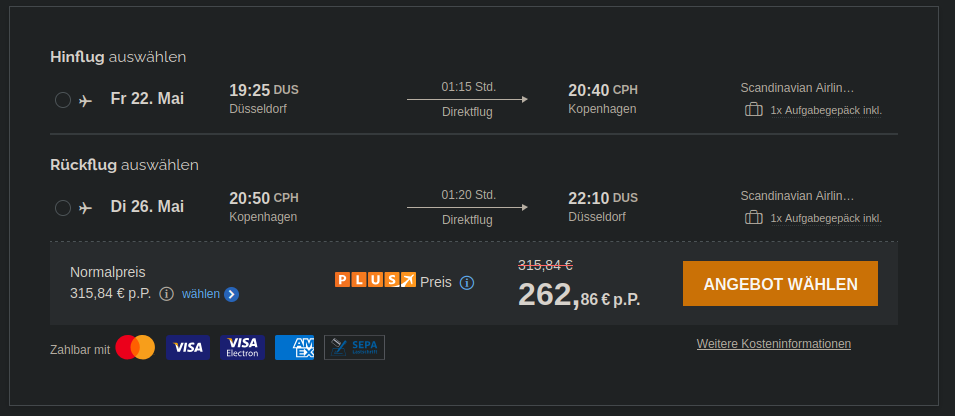 Hinflug auswählen
Fr 22. Mai
19:25 DUS
Düsseldorf
01:15 Std.
Direktflug
20:40 CPH
Kopenhagen
Scandinavian Airlin…
1x Aufgabegepäck inkl.
Rückflug auswählen
Di 26. Mai
20:50 CPH
Kopenhagen
01:20 Std.
Direktflug
22:10 DUS
Düsseldorf
Scandinavian Airlin…
1x Aufgabegepäck inkl.
Normalpreis
315,84 € p.P. wählen
PLUS Preis
315,84 €
262,86 € p.P.
ANGEBOT WÄHLEN
Zahlbar mit
VISA
VISA
Electron
AM
EX
SEPA
Weitere Kosteninformationen